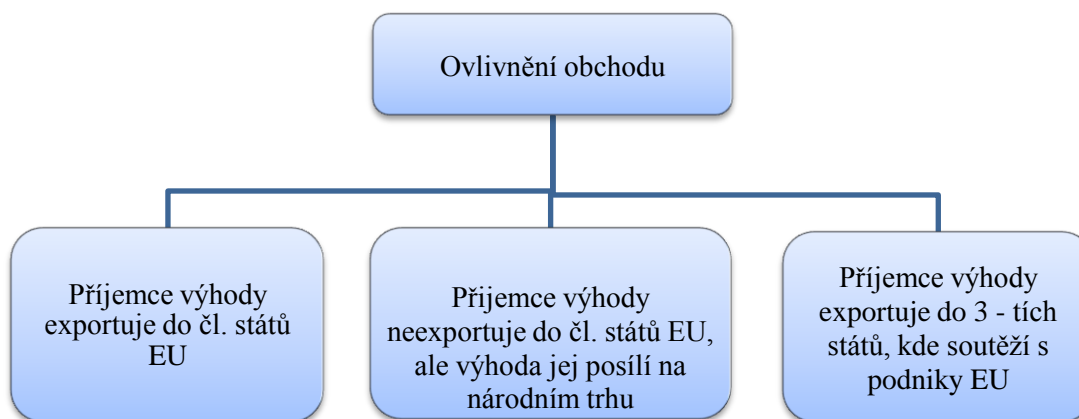 Ovlivnění obchodu
Příjemce výhody
exportuje do čl. států
EU
Přijemce výhody
neexportuje do čl. států EU,
ale výhoda jej posílí na
národním trhu
Příjemce výhody
exportuje do 3 - tích
států, kde soutěží s
podniky EU